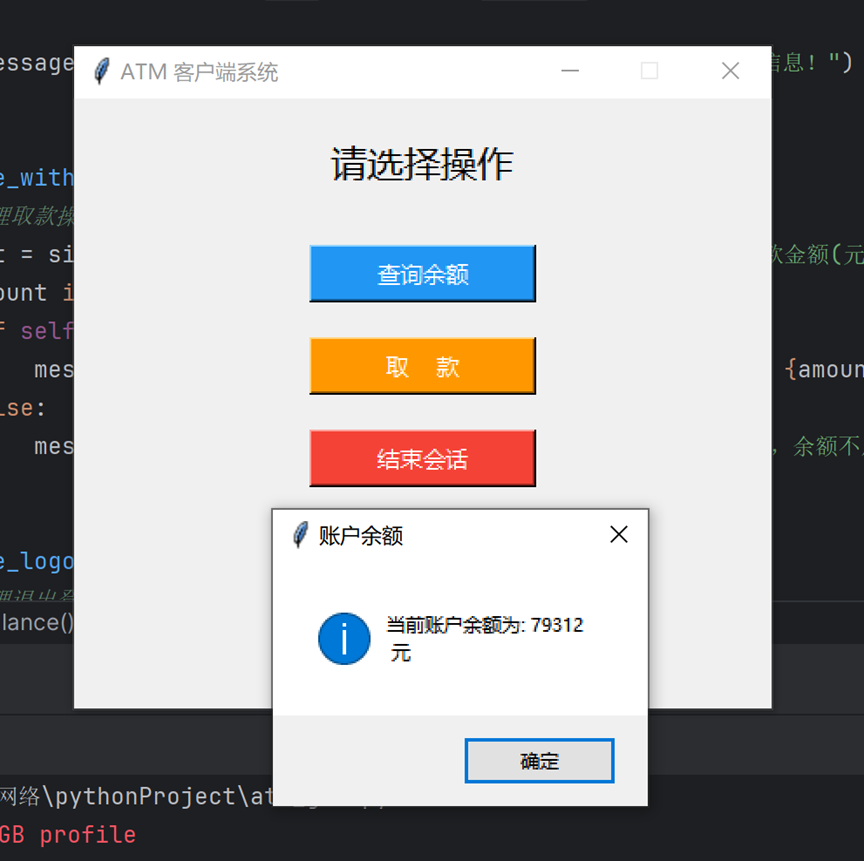 essage
信息！")
ATM 客户端系统
请选择操作
e_with
理取款操
t = si
款金额(元
ount i
查询余额
f self
mes
{amoun
取 款
lse:
mes
，余额不
结束会话
e_logo
账户余额
lance()
当前账户余额为: 79312
元
确定
网络\pythonProject\at
GB profile